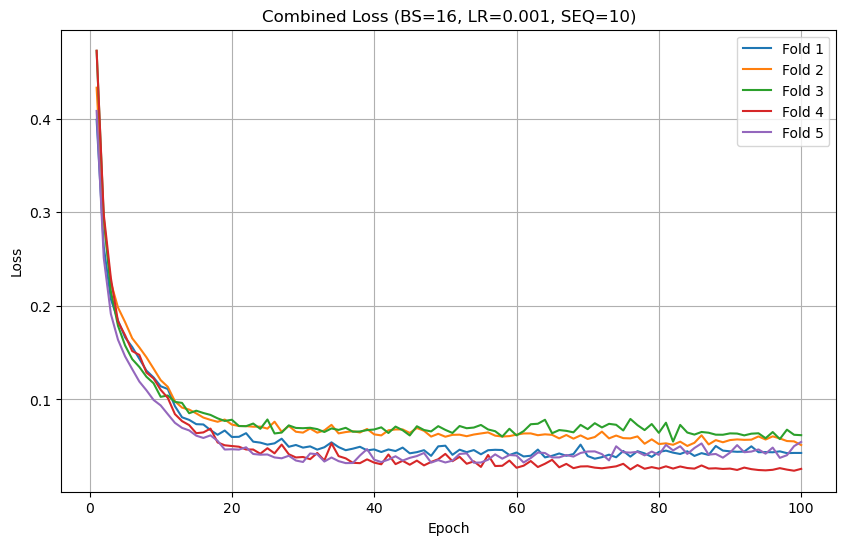 Combined Loss (BS=16, LR=0.001, SEQ=10)
Fold 1
Fold 2
Fold 3
Fold 4
Fold 5
Loss
0.4
0.3
0.2
0.1
0 20 40 60 80 100
Epoch